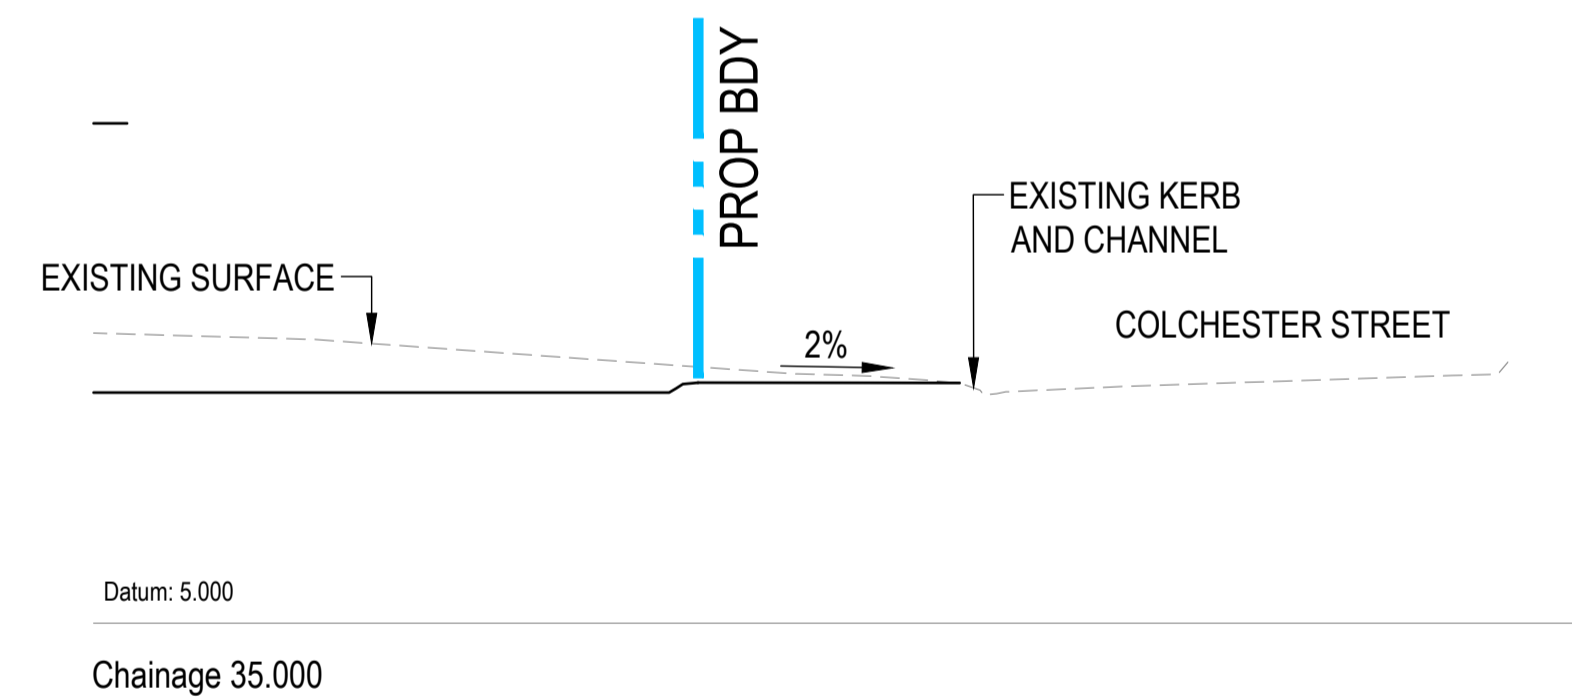 PROP BDY
EXISTING KERB
AND CHANNEL
EXISTING SURFACE
COLCHESTER STREET
2%
Datum: 5.000
Chainage 35.000